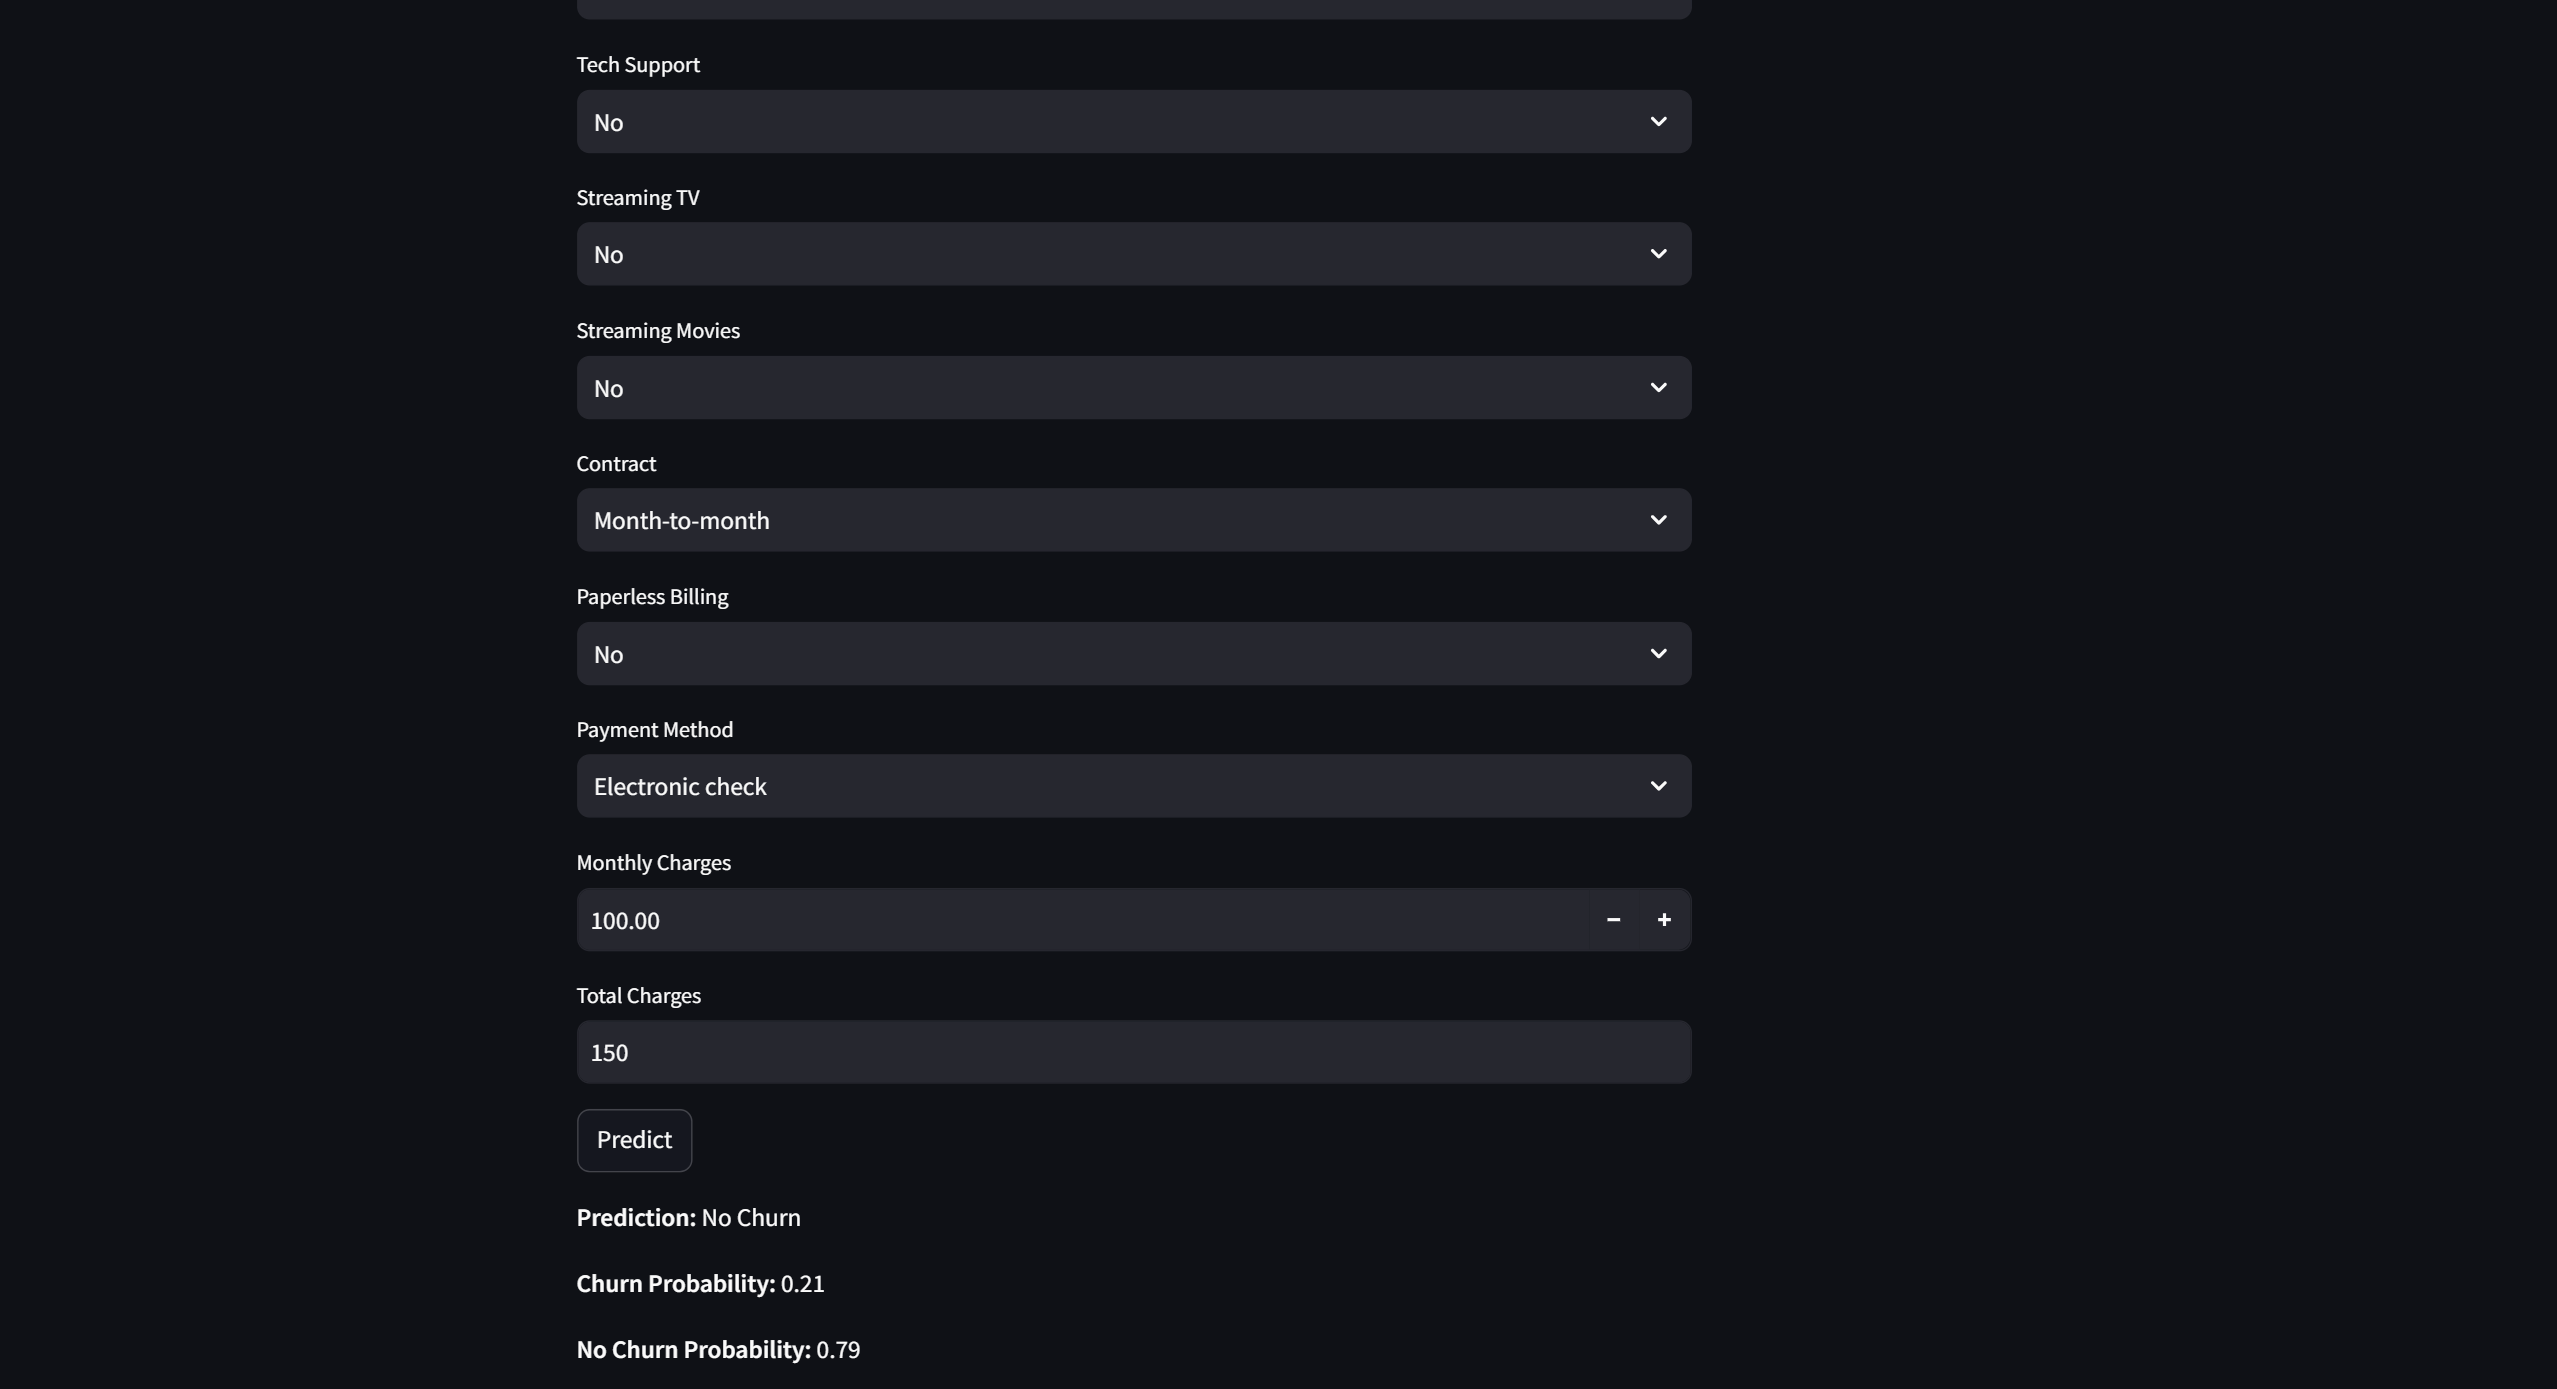 Tech Support
No
Streaming TV
No
Streaming Movies
No
Contract
Month-to-month
Paperless Billing
No
Payment Method
Electronic check
Monthly Charges
100.00
Total Charges
150
Predict
Prediction: No Churn
Churn Probability: 0.21
No Churn Probability: 0.79